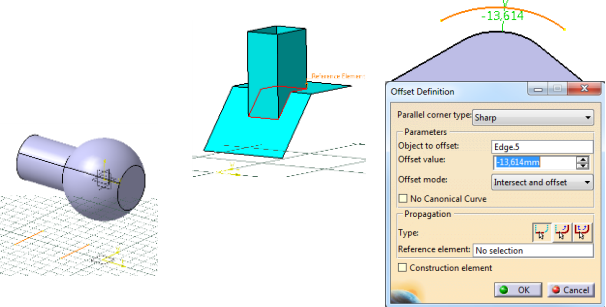 Reference Element
-13,614
Offset Definition
Parallel corner type: Sharp
Parameters
Object to offset: Edge.5
Offset value: -13,614mm
Offset mode: Intersect and offset
No Canonical Curve
Propagation
Type:
Reference element: No selection
Construction element
OK Cancel